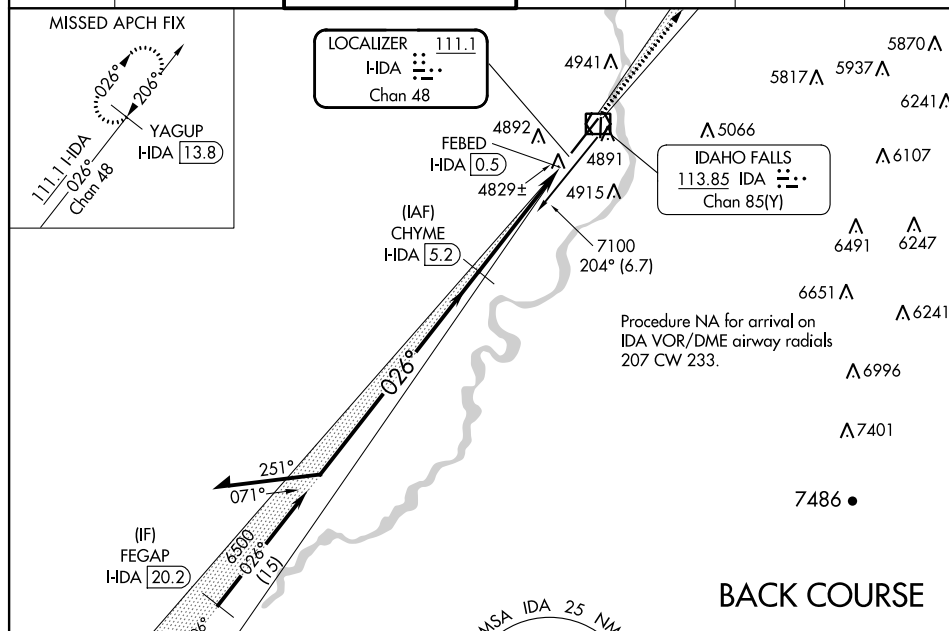 MISSED APCH FIX
026°
206°
YAGUP
I-IDA 13.8
111.1 I-IDA
026°
Chan 48
LOCALIZER 111.1
I-IDA
Chan 48
4941
5870
5937
5817
6241
4892
FEBED
I-IDA 0.5
4829±
4891
5066
6107
IDAHO FALLS
113.85 IDA
Chan 85(Y)
4915
(IAF)
CHYME
I-IDA 5.2
7100
204° (6.7)
6491
6247
6651
6241
Procedure NA for arrival on
IDA VOR/DME airway radials
207 CW 233.
026°
6996
7401
251°
071°
7486
(IF)
FEGAP
I-IDA 20.2
6500
026°
(15)
BACK COURSE
MSA IDA 25 NM